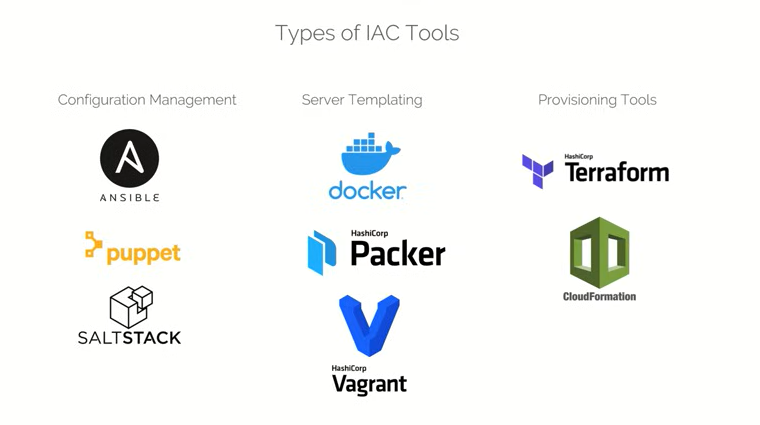 Types of IAC Tools
Configuration Management
Server Templating
Provisioning Tools
ANSIBLE
docker
HashiCorp
Terraform
puppet
HashiCorp
Packer
CloudFormation
SALTSTACK
HashiCorp
Vagrant